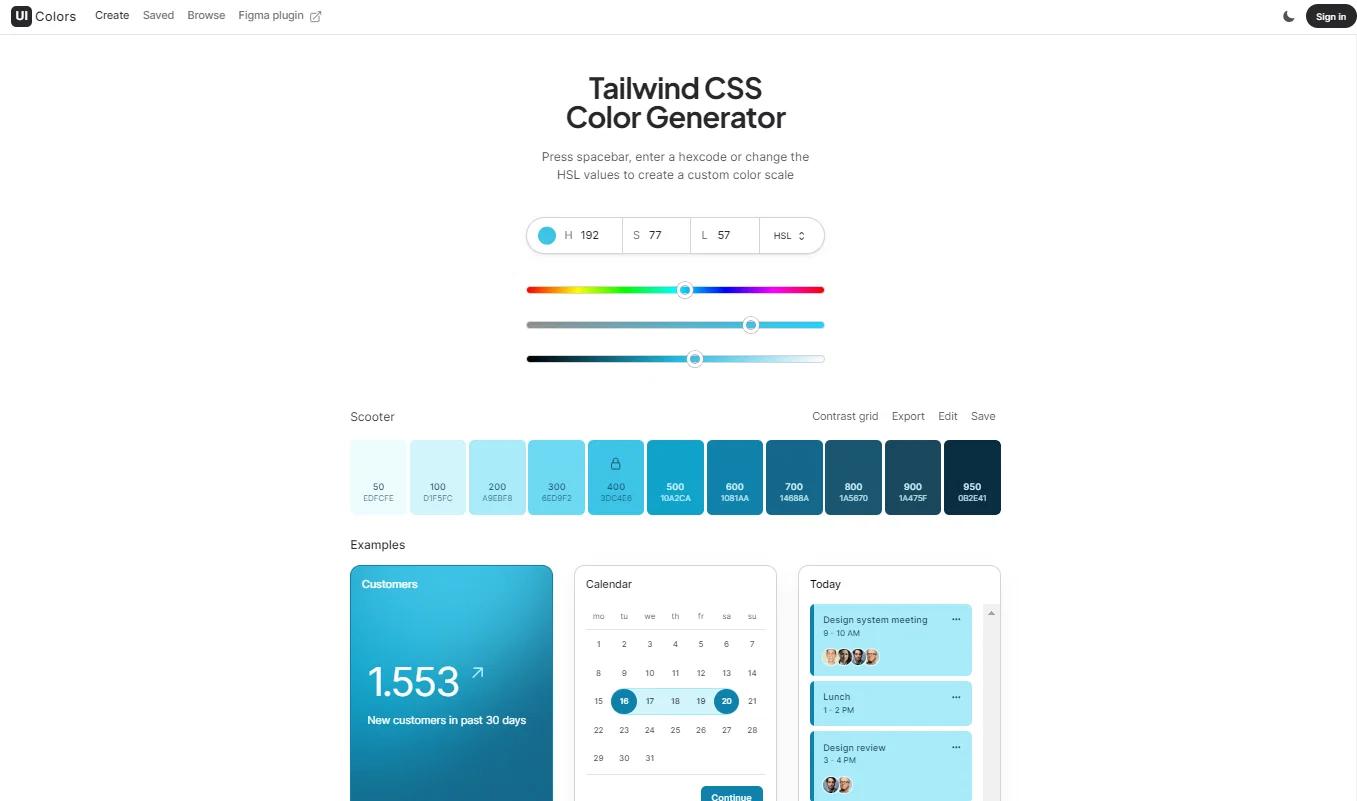 UI Colors Create Saved Browse Figma plugin Sign in
Tailwind CSS
Color Generator
Press spacebar, enter a hexcode or change the
HSL values to create a custom color scale
H 192 S 77 L 57 HSL
Scooter Contrast grid Export Edit Save
50 100 200 300 400 500 600 700 800 900 950
EDFCFE D1F5FC A9EBF8 6ED9F2 3DC4E6 10A2CA 1081AA 14688A 1A5670 1A475F 0B2E41
Examples
Customers
1.553
New customers in past 30 days
Calendar
mo tu we th fr sa su
1 2 3 4 5 6 7
8 9 10 11 12 13 14
15 16 17 18 19 20 21
22 23 24 25 26 27 28
29 30 31
Continue
Today
Design system meeting
9 - 10 AM
Lunch
1 - 2 PM
Design review
3 - 4 PM